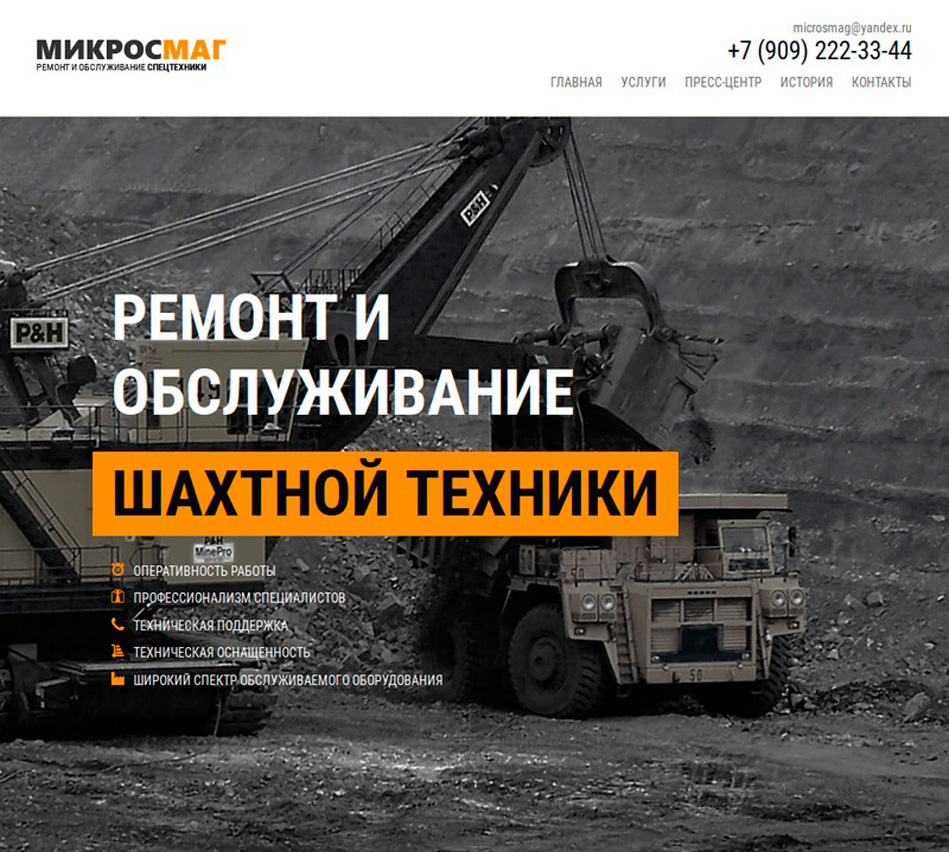 МИКРОСМАГ
РЕМОНТ И ОБСЛУЖИВАНИЕ СПЕЦТЕХНИКИ
microsmag@yandex.ru
+7 (909) 222-33-44
ГЛАВНАЯ УСЛУГИ ПРЕСС-ЦЕНТР ИСТОРИЯ КОНТАКТЫ
P&H
P&H
РЕМОНТ И
ОБСЛУЖИВАНИЕ
ШАХТНОЙ ТЕХНИКИ
P&H
MinePro
ОПЕРАТИВНОСТЬ РАБОТЫ
ПРОФЕССИОНАЛИЗМ СПЕЦИАЛИСТОВ
ТЕХНИЧЕСКАЯ ПОДДЕРЖКА
ТЕХНИЧЕСКАЯ ОСНАЩЕННОСТЬ
ШИРОКИЙ СПЕКТР ОБСЛУЖИВАЕМОГО ОБОРУДОВАНИЯ
50